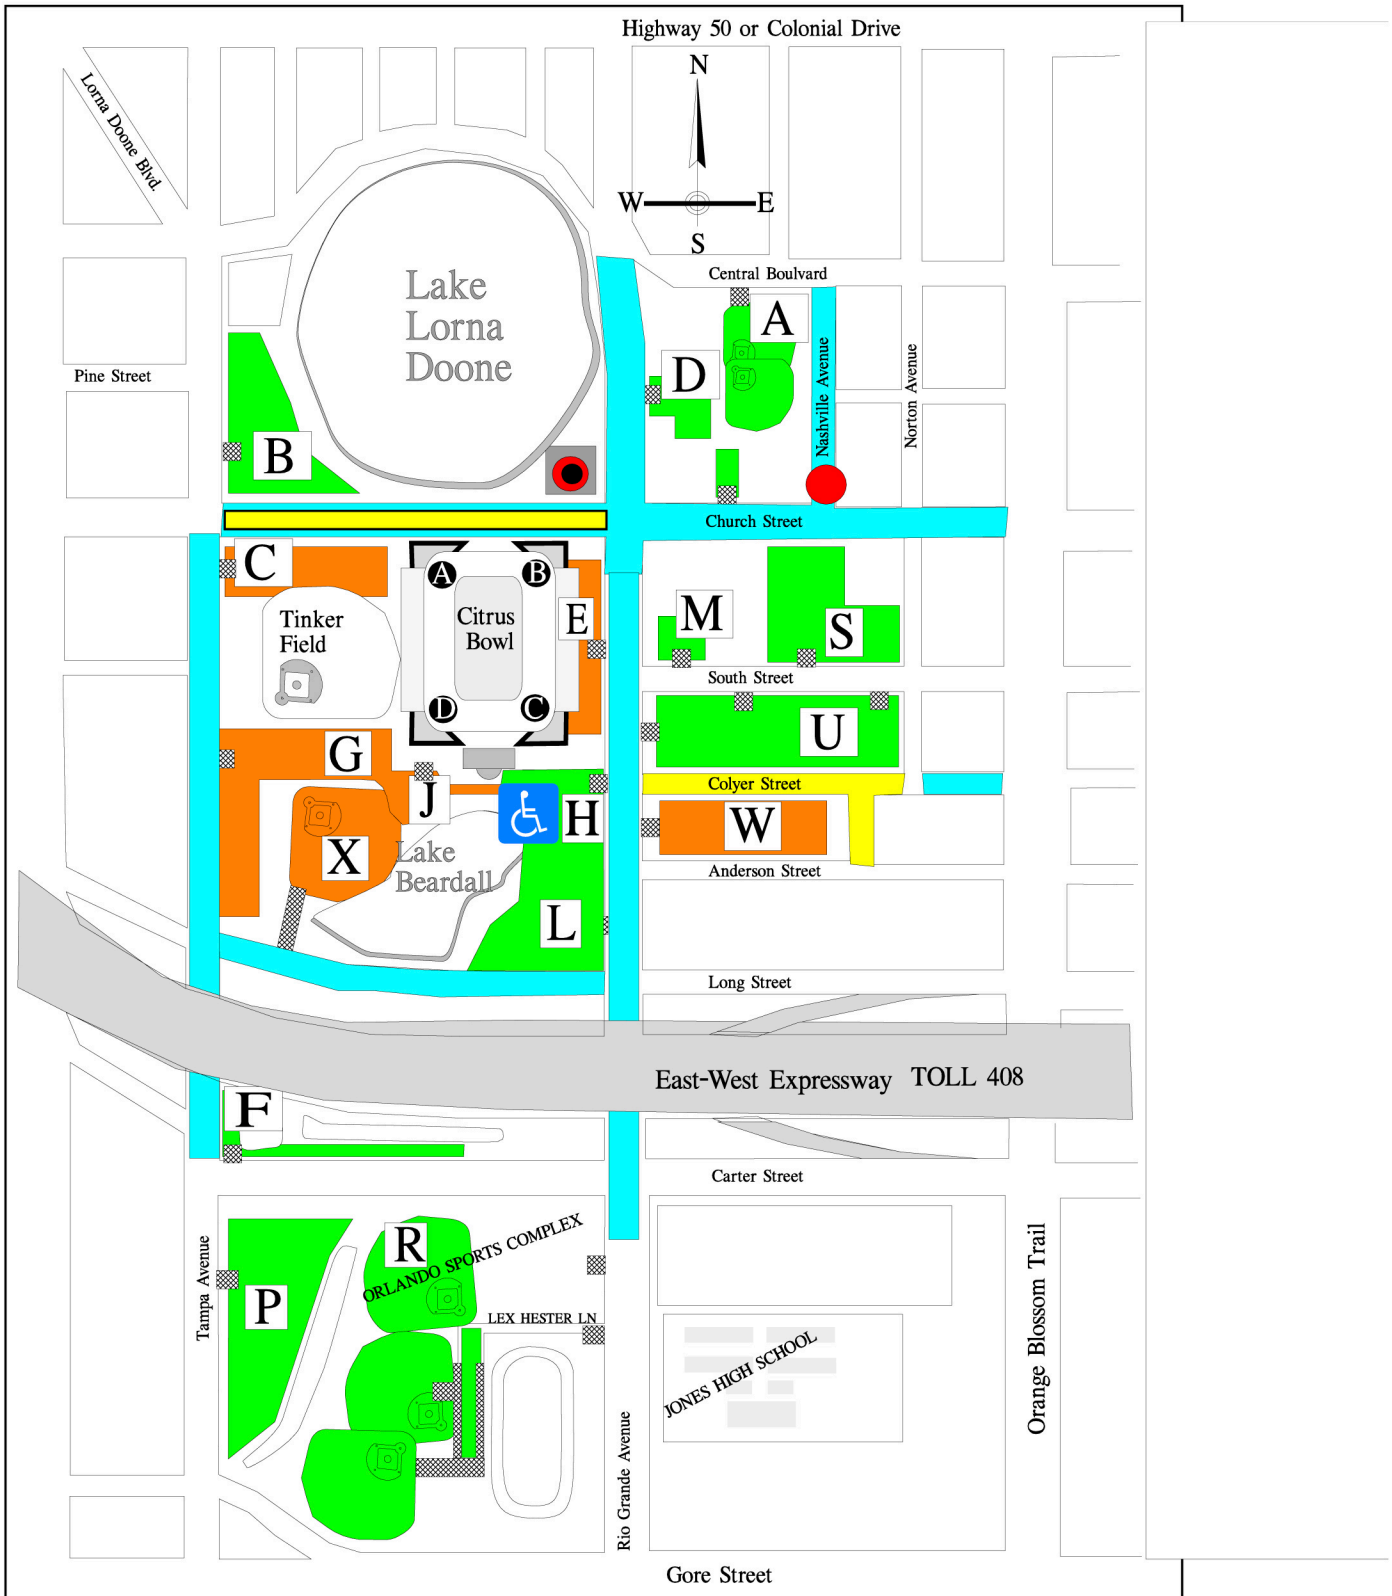 Highway 50 or Colonial Drive
N
W
E
S
Lorna
Doone Blvd.
Central Boulvard
Lake
Lorna
Doone
A
D
Nashville Avenue
Norton Avenue
Pine Street
B
Church Street
C
A
B
Tinker
Field
Citrus
Bowl
E
M
S
South Street
D
C
G
U
J
H
Colyer Street
W
X
Lake
Beardall
Anderson Street
L
Long Street
East-West Expressway TOLL 408
F
Carter Street
Tampa Avenue
P
R
ORLANDO SPORTS COMPLEX
LEX HESTER LN
JONES HIGH SCHOOL
Rio Grande Avenue
Orange Blossom Trail
Gore Street